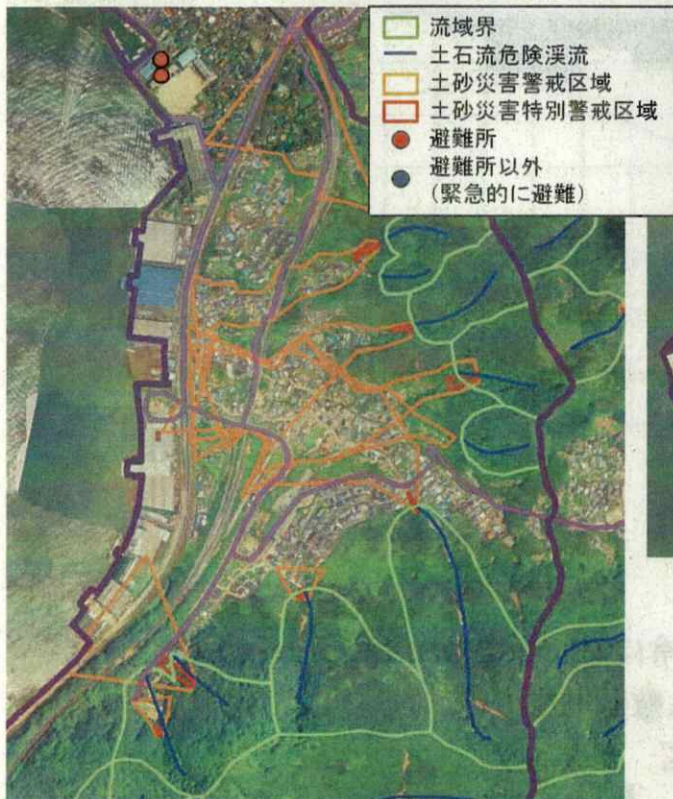 流域界
土石流危険渓流
土砂災害警戒区域
土砂災害特別警戒区域
避難所
避難所以外
(緊急的に避難)